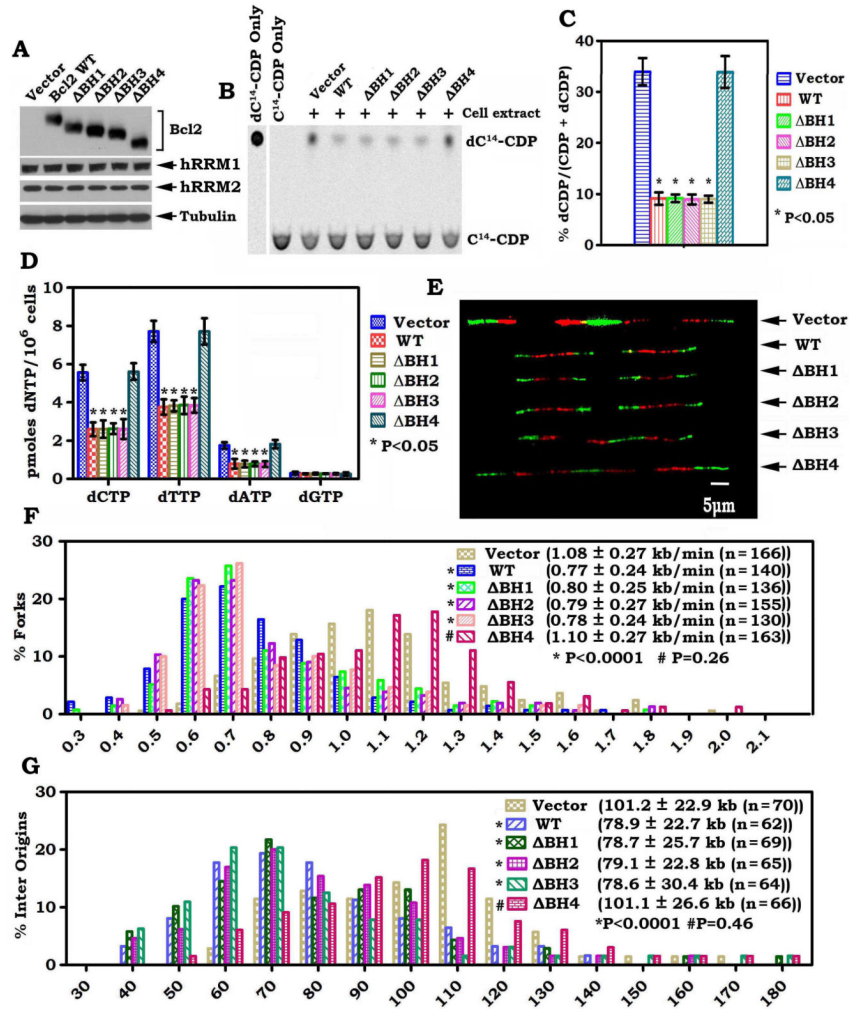 A
Vector
Bcl2 WT
ΔBH1
ΔBH2
ΔBH3
ΔBH4
Bcl2
hRRM1
hRRM2
Tubulin
B
dC¹⁴-CDP Only
C¹⁴-CDP Only
Vector
WT
ΔBH1
ΔBH2
ΔBH3
ΔBH4
+ + + + + + Cell extract
dC¹⁴-CDP
C¹⁴-CDP
C
% dCDP/(CDP + dCDP)
40
30
20
10
0
* * * *
Vector
WT
ΔBH1
ΔBH2
ΔBH3
ΔBH4
* P<0.05
D
pmoles dNTP/10⁶ cells
10
8
6
4
2
0
**** **** ****
dCTP dTTP dATP dGTP
Vector
WT
ΔBH1
ΔBH2
ΔBH3
ΔBH4
* P<0.05
E
Vector
WT
ΔBH1
ΔBH2
ΔBH3
ΔBH4
5µm
F
% Forks
30
20
10
0
Vector (1.08 ± 0.27 kb/min (n=166))
* WT (0.77 ± 0.24 kb/min (n=140))
* ΔBH1 (0.80 ± 0.25 kb/min (n=136))
* ΔBH2 (0.79 ± 0.27 kb/min (n=155))
* ΔBH3 (0.78 ± 0.24 kb/min (n=130))
# ΔBH4 (1.10 ± 0.27 kb/min (n=163))
* P<0.0001 # P=0.26
0.3 0.4 0.5 0.6 0.7 0.8 0.9 1.0 1.1 1.2 1.3 1.4 1.5 1.6 1.7 1.8 1.9 2.0 2.1
G
% Inter Origins
30
20
10
0
Vector (101.2 ± 22.9 kb (n=70))
* WT (78.9 ± 22.7 kb (n=62))
* ΔBH1 (78.7 ± 25.7 kb (n=69))
* ΔBH2 (79.1 ± 22.8 kb (n=65))
* ΔBH3 (78.6 ± 30.4 kb (n=64))
# ΔBH4 (101.1 ± 26.6 kb (n=66))
*P<0.0001 #P=0.46
30 40 50 60 70 80 90 100 110 120 130 140 150 160 170 180